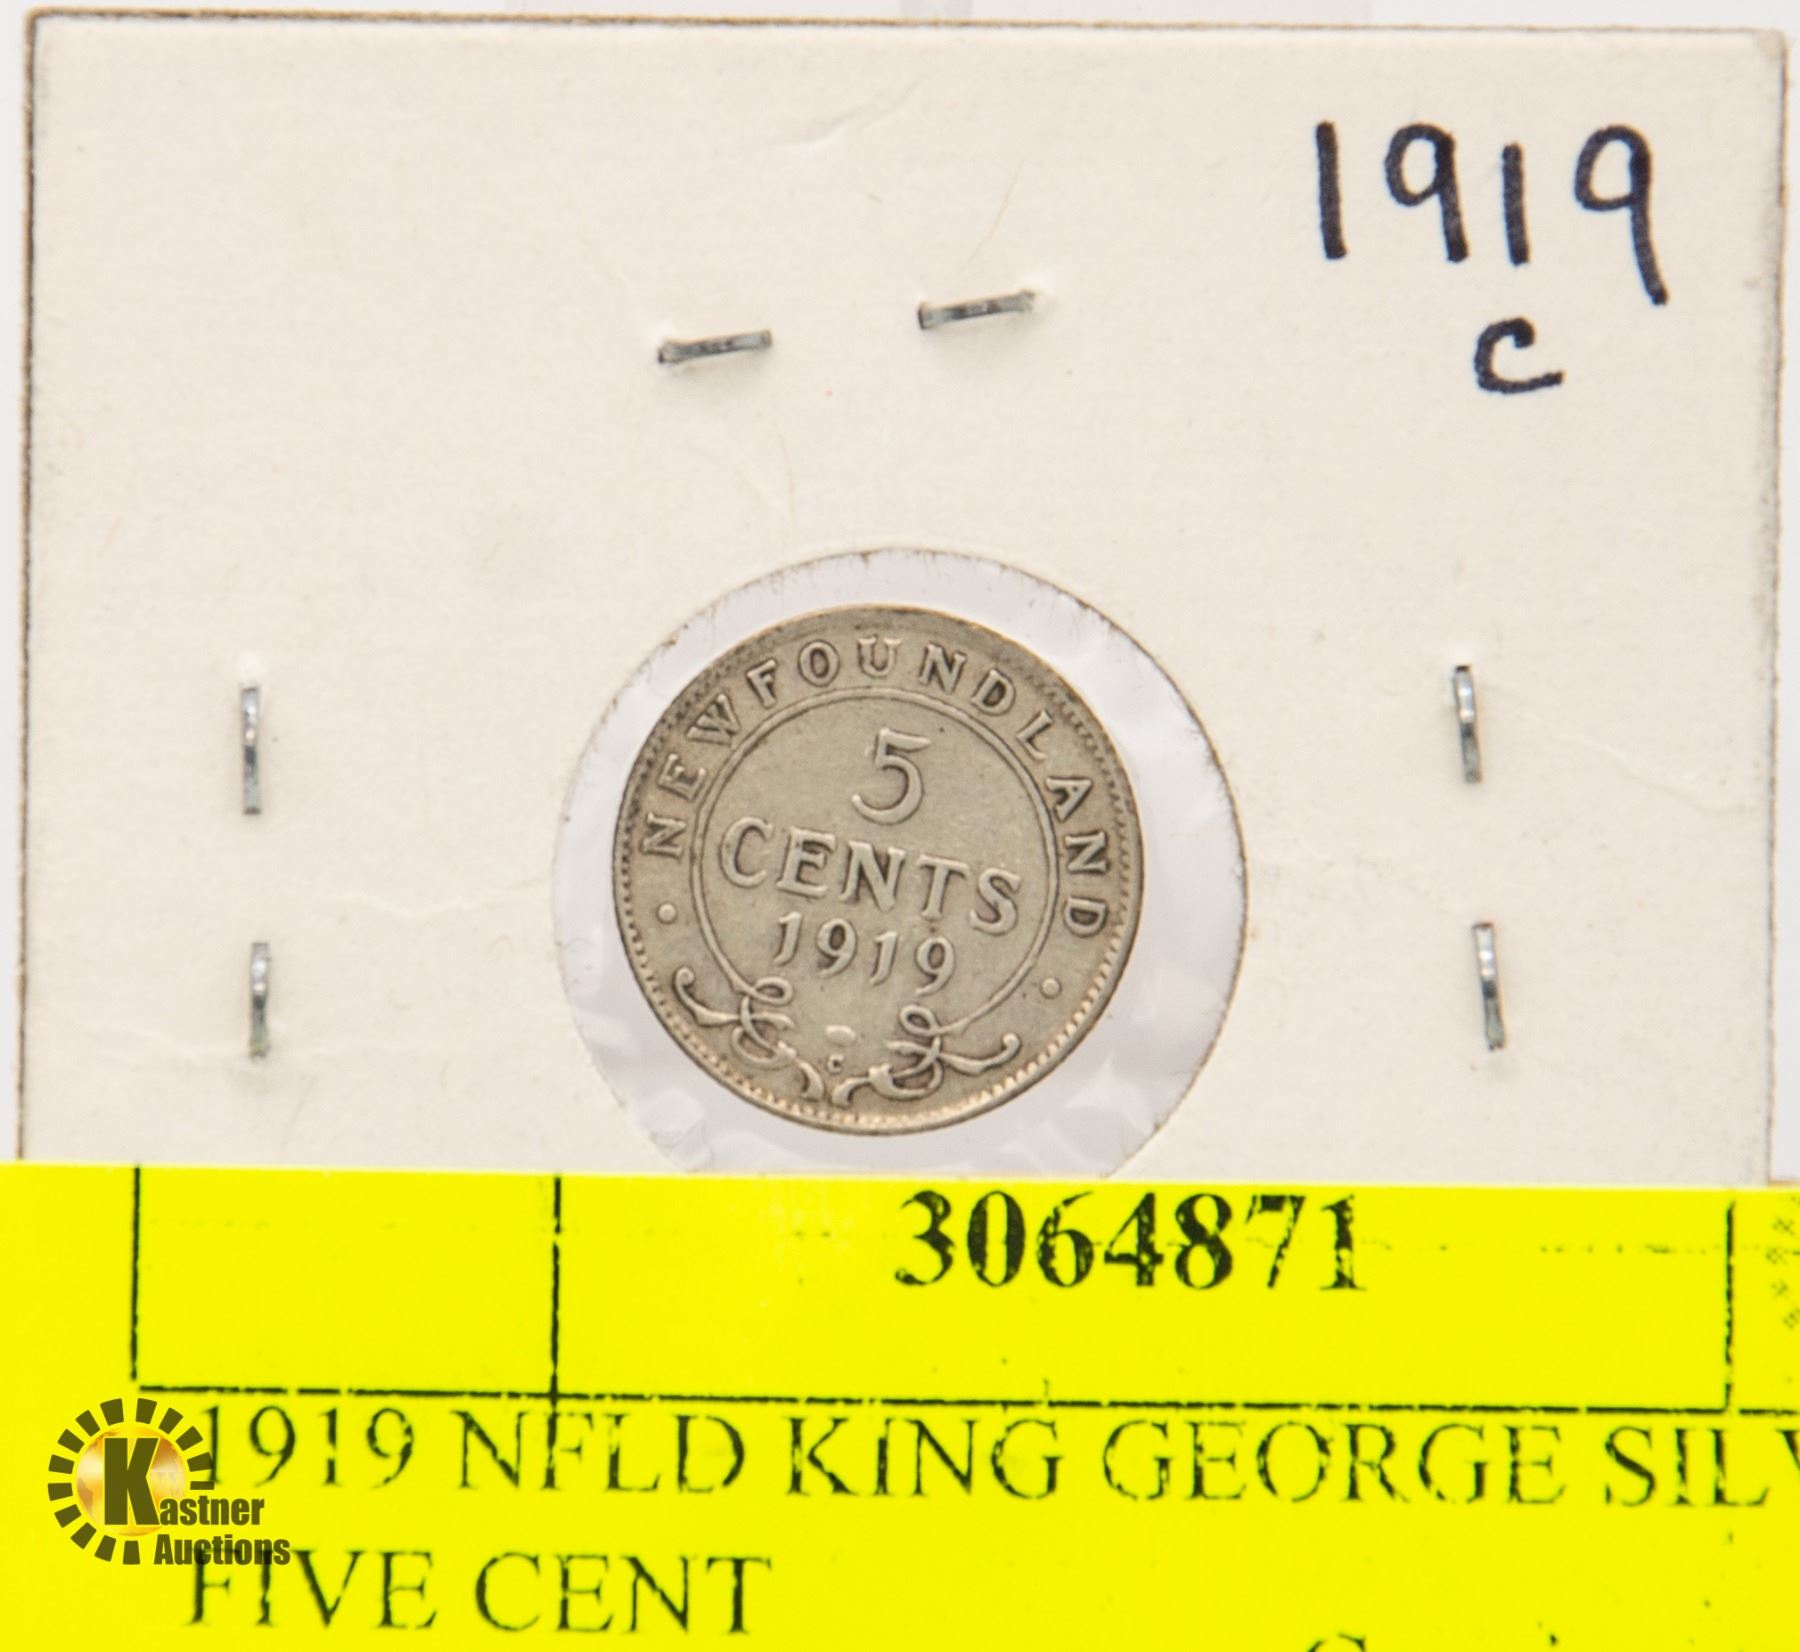 1919
c
NEWFOUNDLAND
5
CENTS
1919
C
3064871
1919 NFLD KING GEORGE SILV
FIVE CENT
Kastner
Auctions